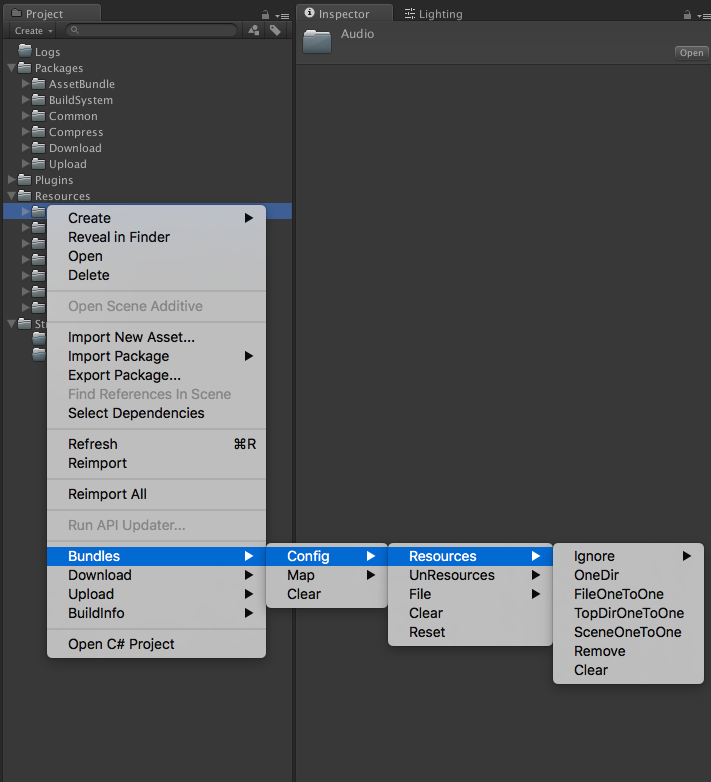 Project
Create
Logs
Packages
AssetBundle
BuildSystem
Common
Compress
Download
Upload
Plugins
Resources
St
Create
Reveal in Finder
Open
Delete
Open Scene Additive
Import New Asset...
Import Package
Export Package...
Find References In Scene
Select Dependencies
Refresh ⌘R
Reimport
Reimport All
Run API Updater...
Bundles
Download
Upload
BuildInfo
Open C# Project
Config
Map
Clear
Resources
UnResources
File
Clear
Reset
Ignore
OneDir
FileOneToOne
TopDirOneToOne
SceneOneToOne
Remove
Clear
Inspector
Lighting
Audio
Open